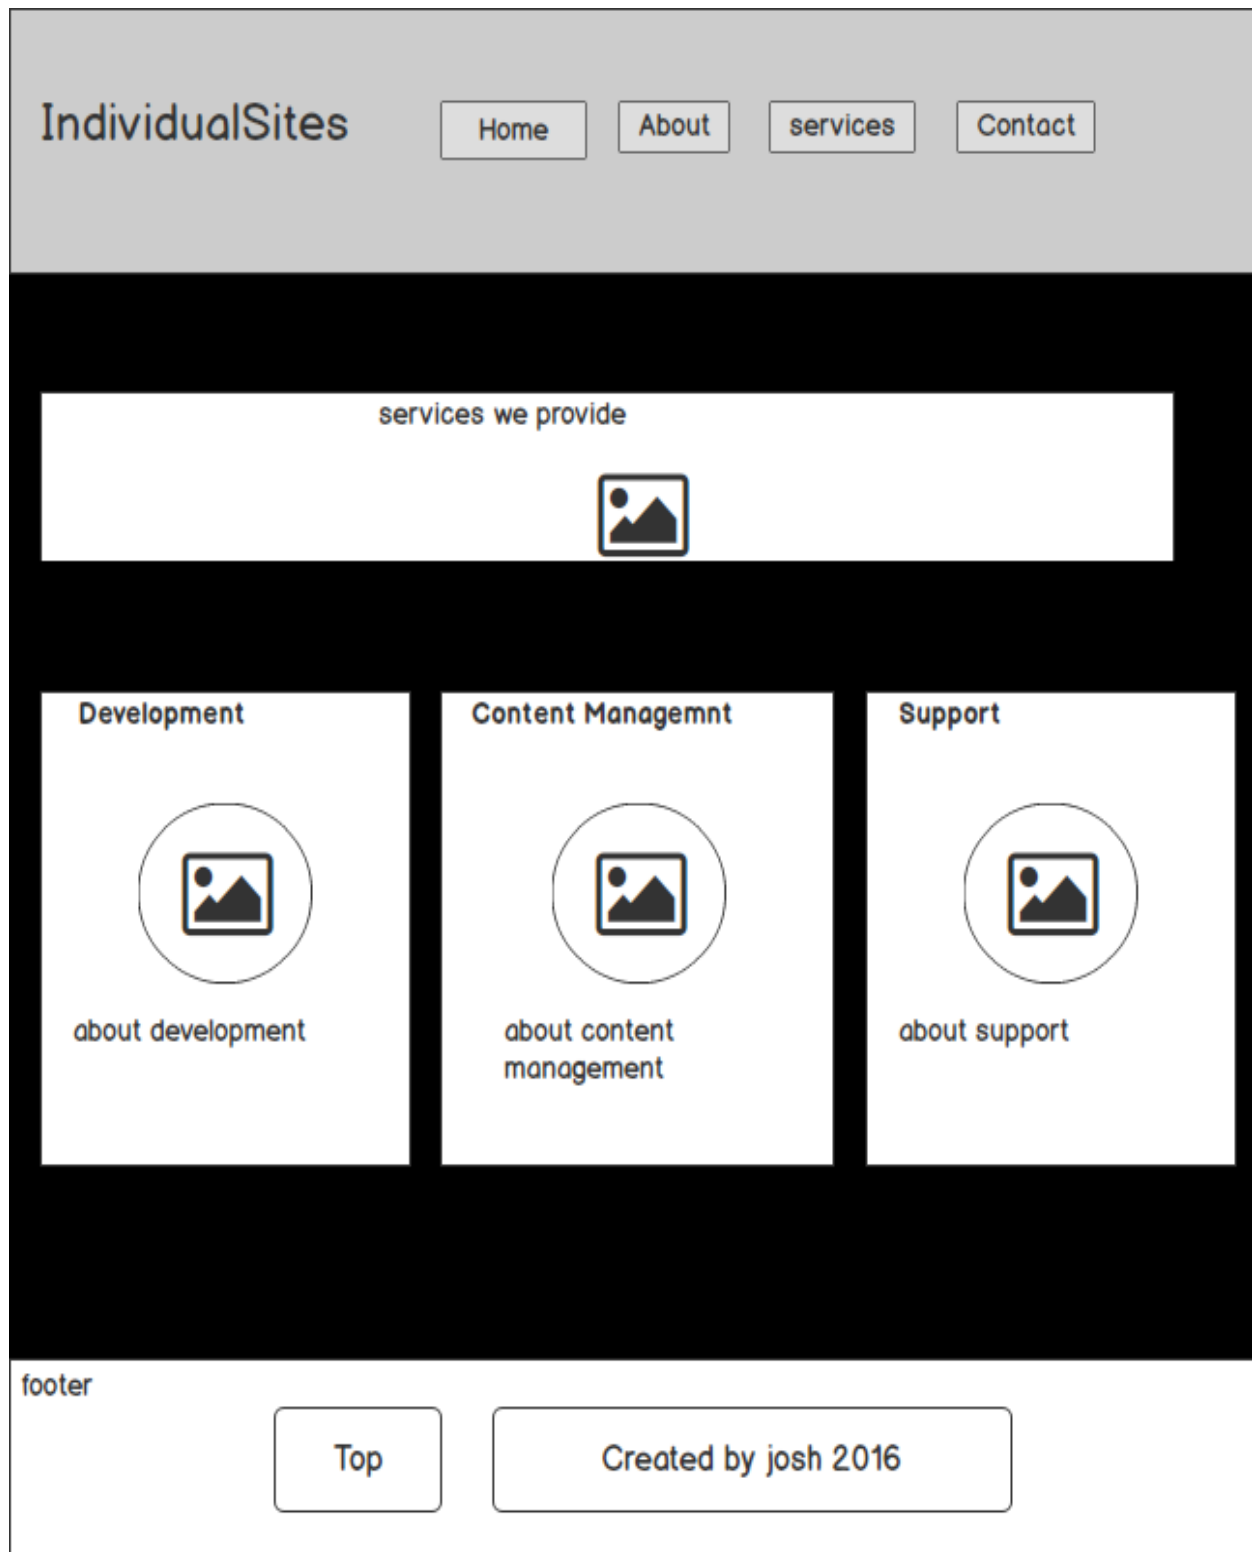 IndividualSites
Home
About
services
Contact
services we provide
Development
Content Managemnt
Support
about development
about content
management
about support
footer
Top
Created by josh 2016